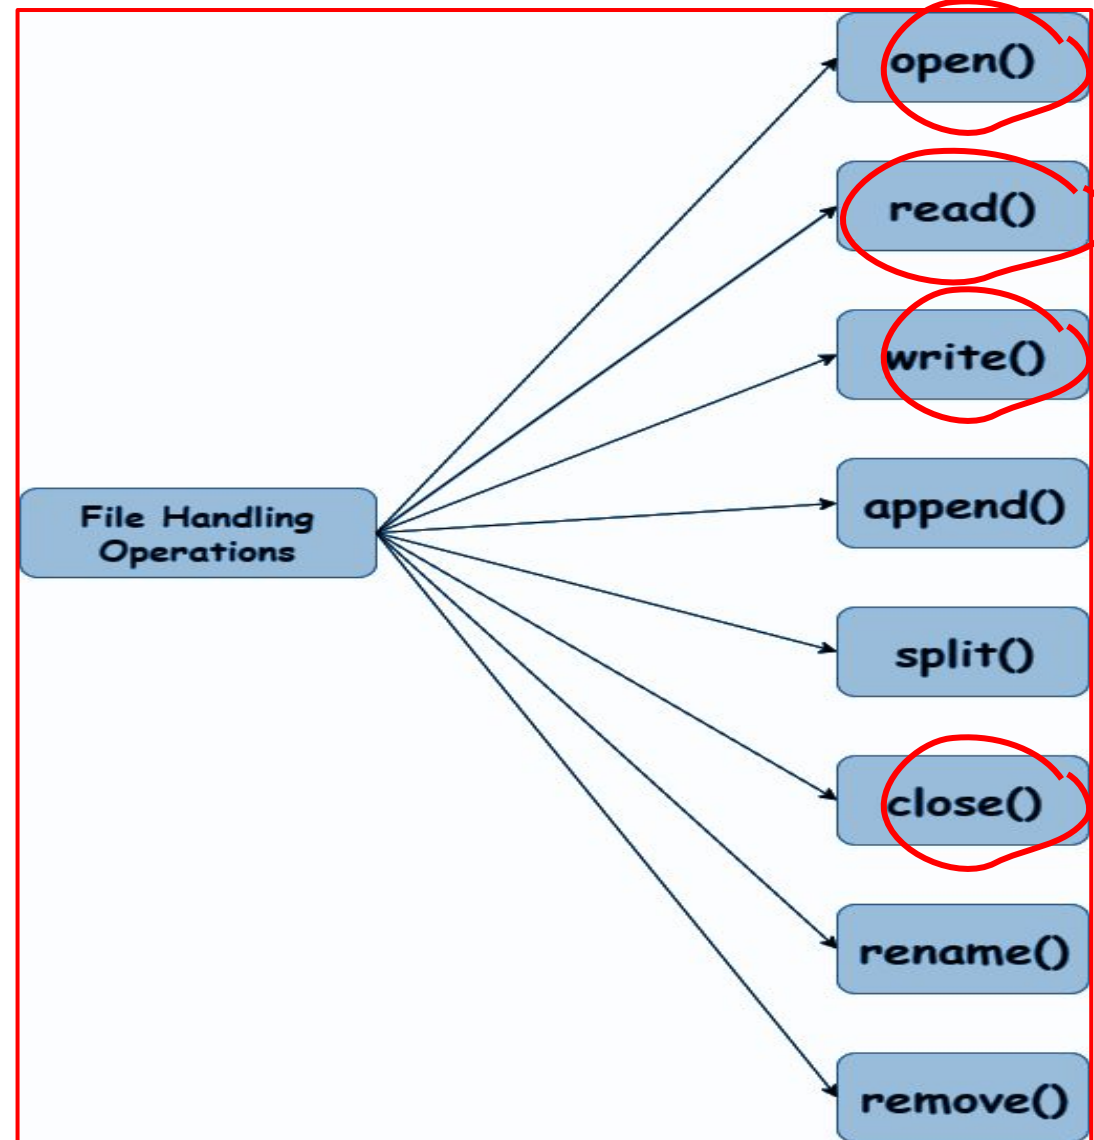 open()
read()
write()
File Handling
Operations
append()
split()
close()
rename()
remove()